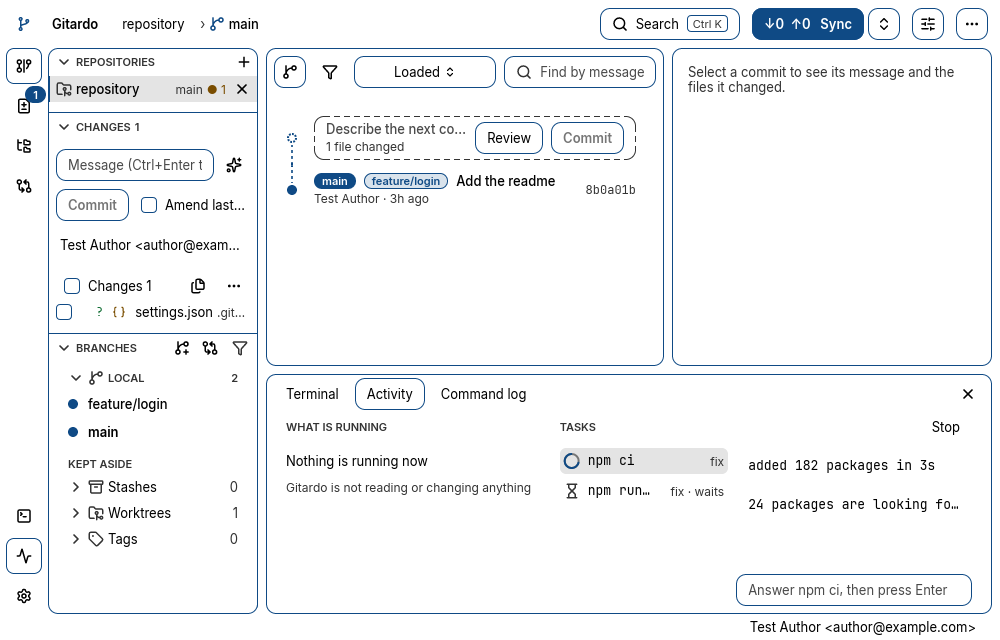 Gitardo
repository › main
Search Ctrl K
↓0 ↑0 Sync
1
REPOSITORIES
repository main 1
CHANGES 1
Message (Ctrl+Enter t
Commit
Amend last...
Test Author <author@exam...
Changes 1
? {} settings.json .git...
BRANCHES
LOCAL 2
feature/login
main
KEPT ASIDE
Stashes 0
Worktrees 1
Tags 0
Loaded
Find by message
Describe the next co...
1 file changed
Review
Commit
main feature/login Add the readme
Test Author · 3h ago
8b0a01b
Select a commit to see its message and the
files it changed.
Terminal Activity Command log
WHAT IS RUNNING
Nothing is running now
Gitardo is not reading or changing anything
TASKS
npm ci fix
npm run... fix · waits
Stop
added 182 packages in 3s
24 packages are looking fo...
Answer npm ci, then press Enter
Test Author <author@example.com>